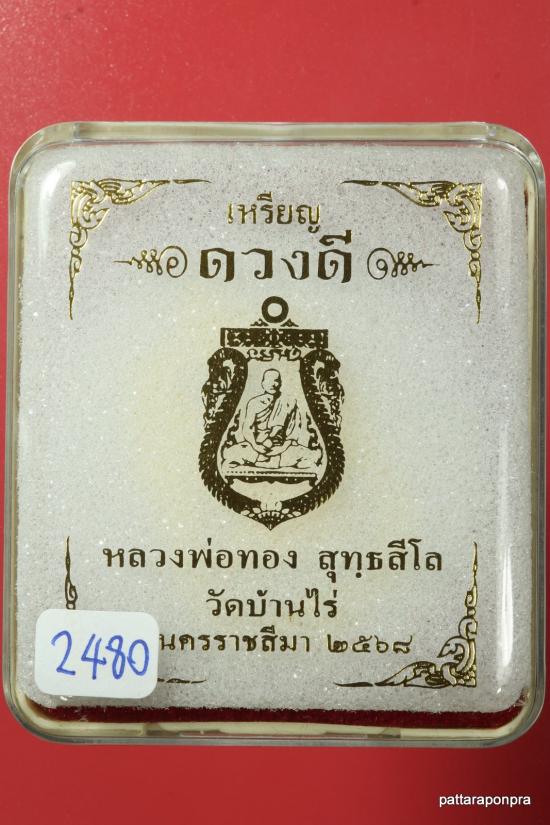 เหรียญ
ดวงดี
หลวงพ่อทอง สุทฺธสีโล
วัดบ้านไร่
นครราชสีมา ๒๕๖๘
2480
pattaraponpra